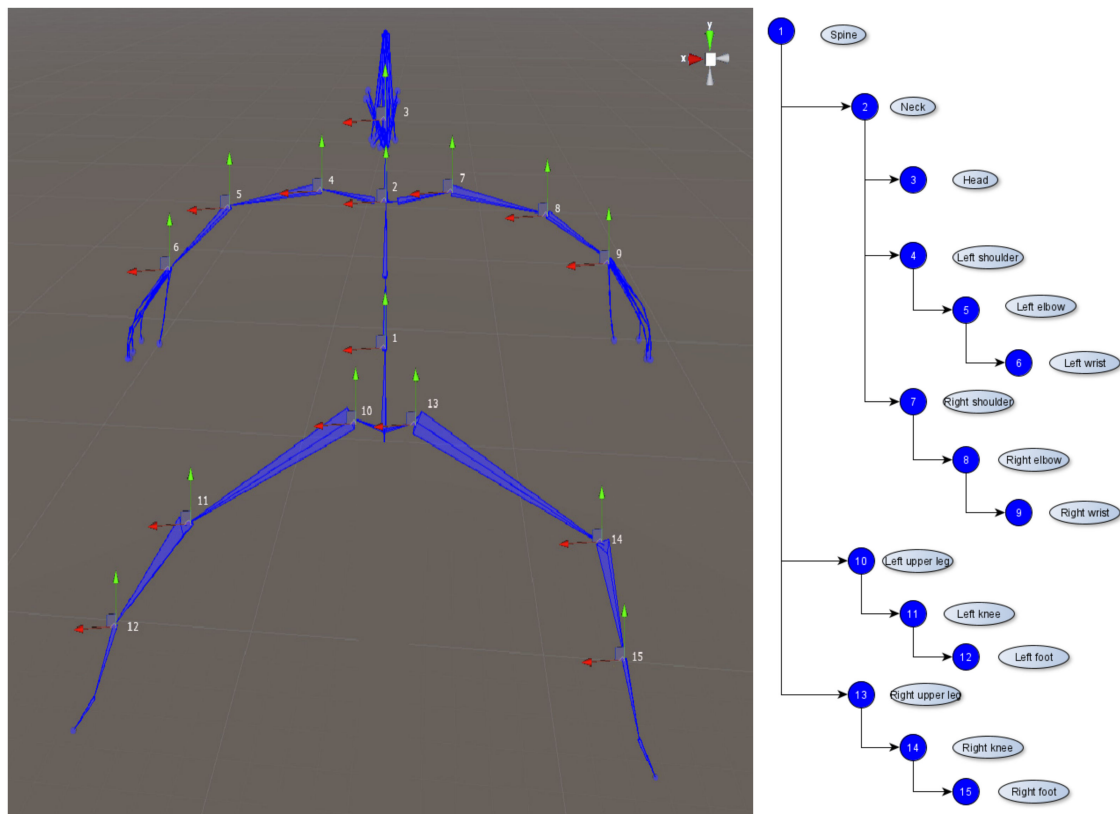 y
x
3
4
7
5
2
8
6
9
1
10
13
11
14
12
15
1 Spine
2 Neck
3 Head
4 Left shoulder
5 Left elbow
6 Left wrist
7 Right shoulder
8 Right elbow
9 Right wrist
10 Left upper leg
11 Left knee
12 Left foot
13 Right upper leg
14 Right knee
15 Right foot